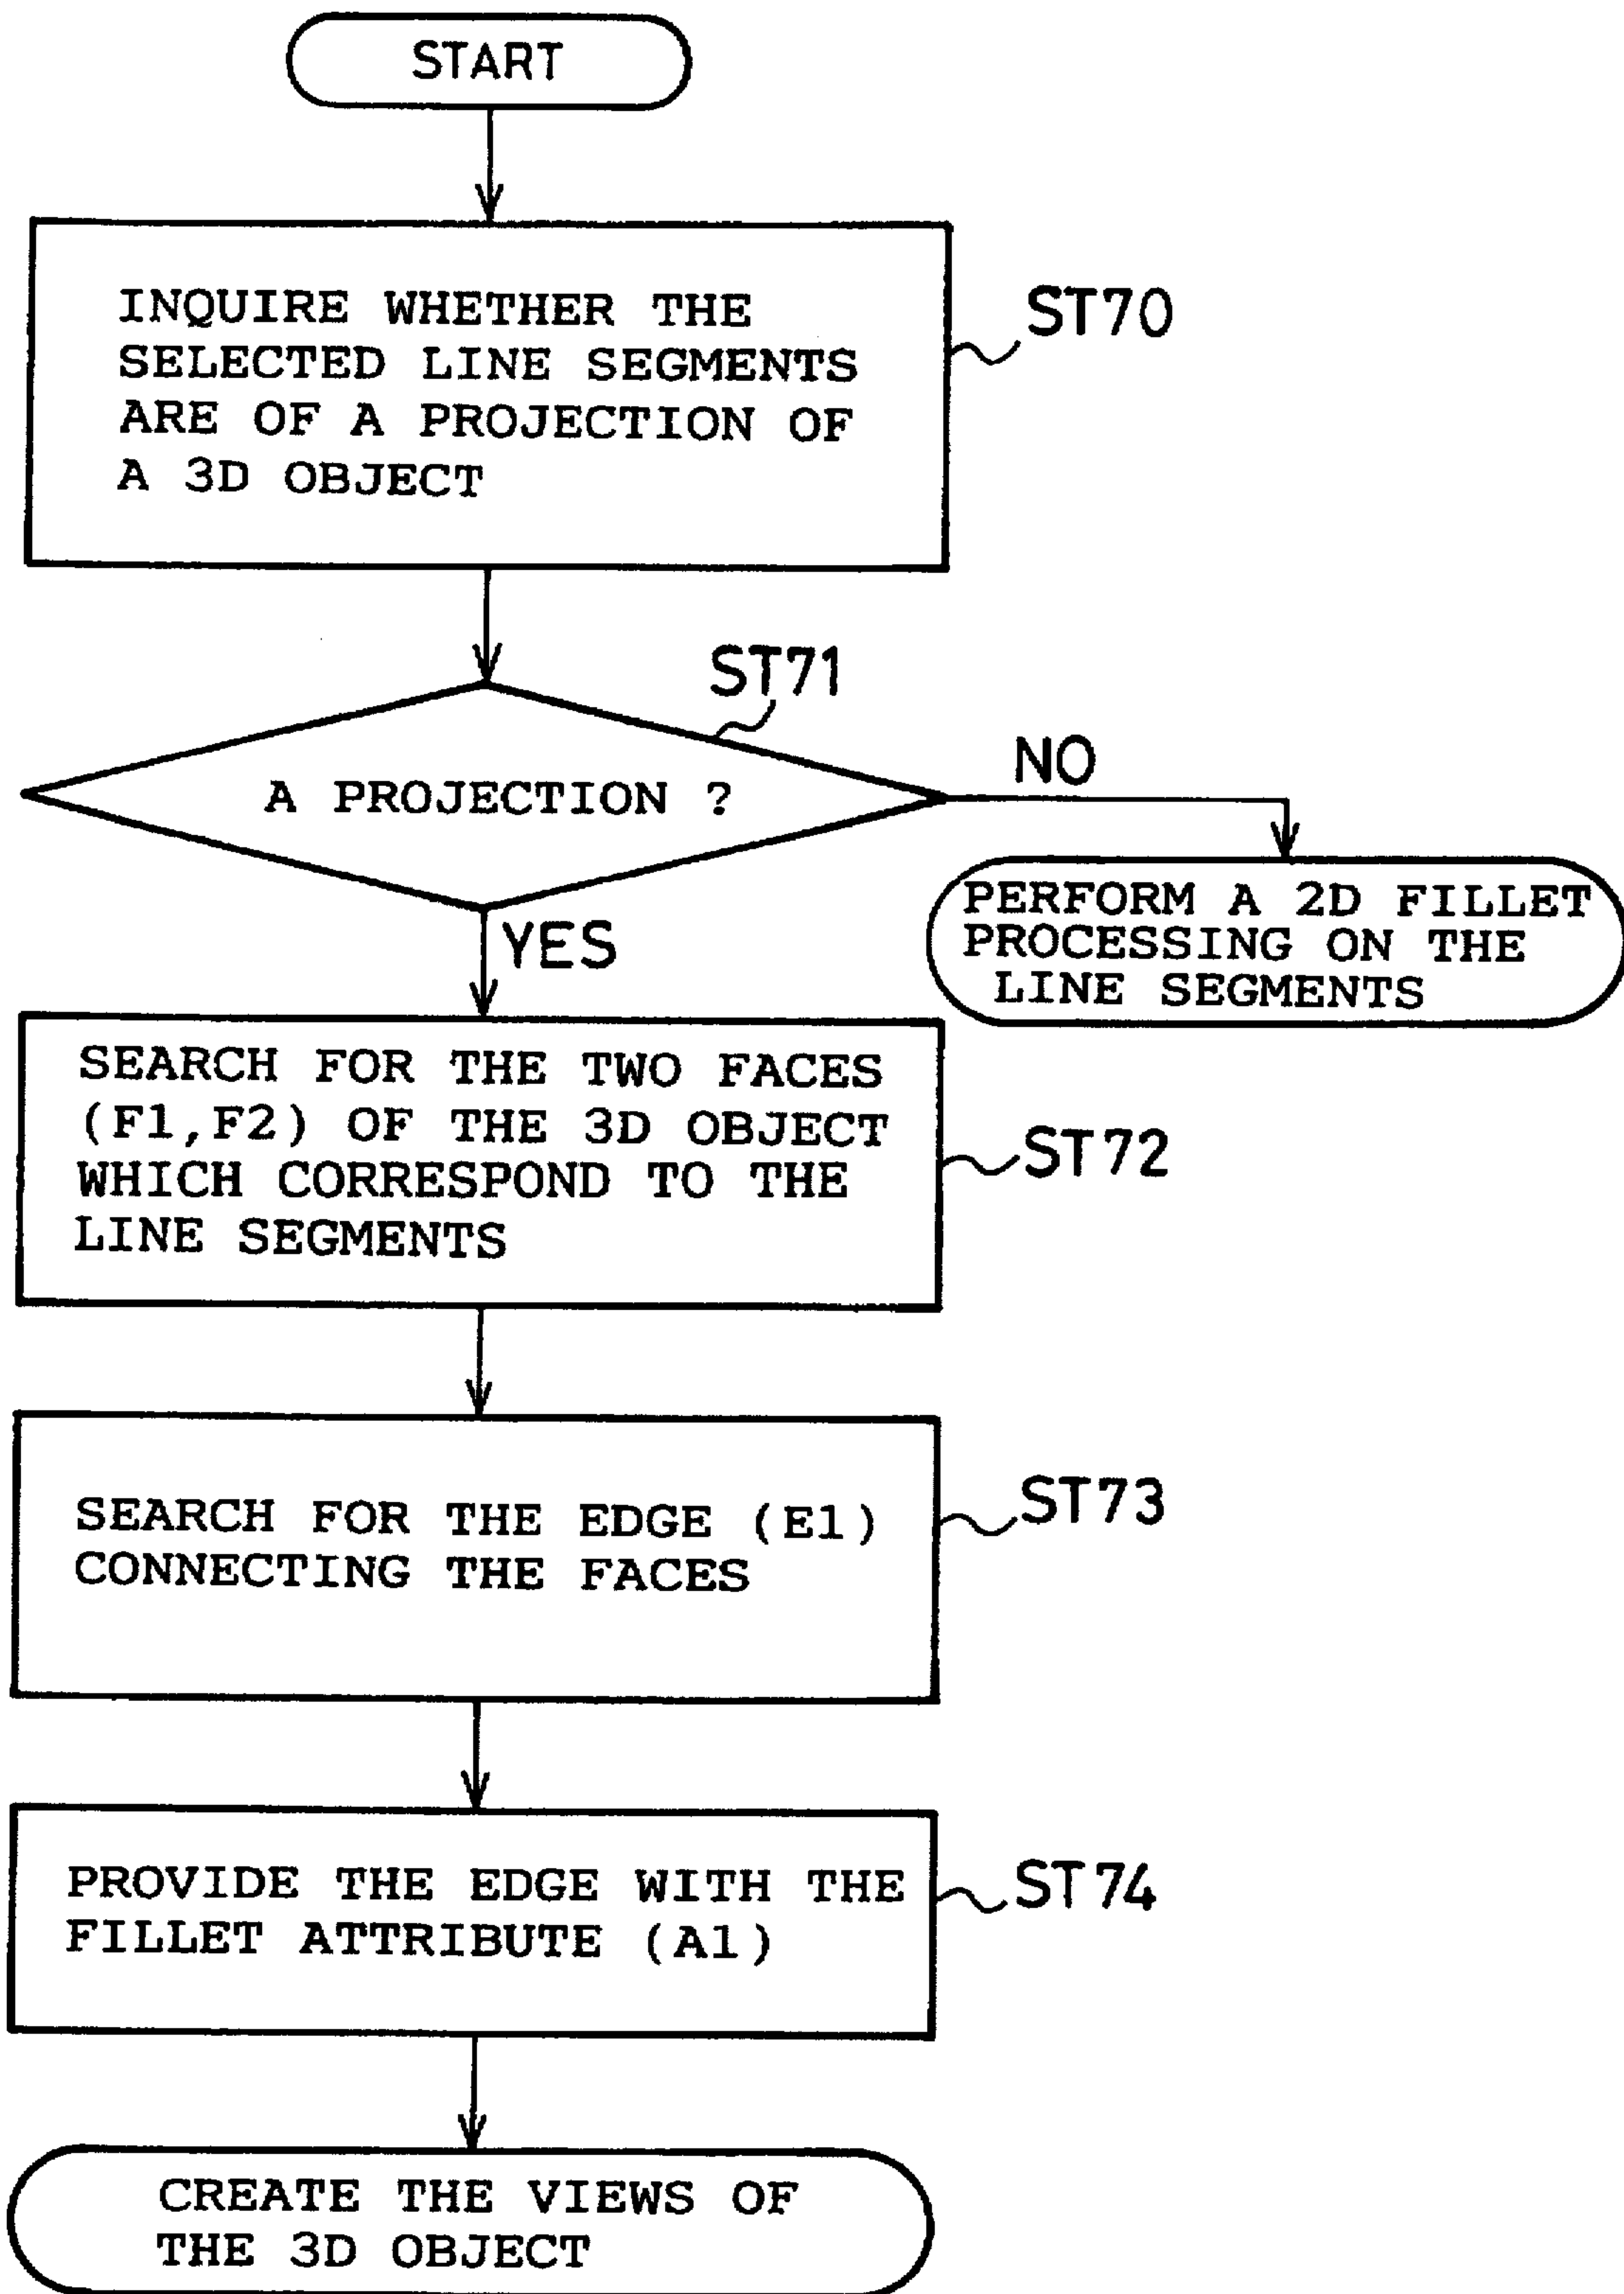 START
INQUIRE WHETHER THE
SELECTED LINE SEGMENTS
ARE OF A PROJECTION OF
A 3D OBJECT
ST70
ST71
A PROJECTION ?
NO
PERFORM A 2D FILLET
PROCESSING ON THE
LINE SEGMENTS
YES
SEARCH FOR THE TWO FACES
(F1,F2) OF THE 3D OBJECT
WHICH CORRESPOND TO THE
LINE SEGMENTS
ST72
SEARCH FOR THE EDGE (E1)
CONNECTING THE FACES
ST73
PROVIDE THE EDGE WITH THE
FILLET ATTRIBUTE (A1)
ST74
CREATE THE VIEWS OF
THE 3D OBJECT